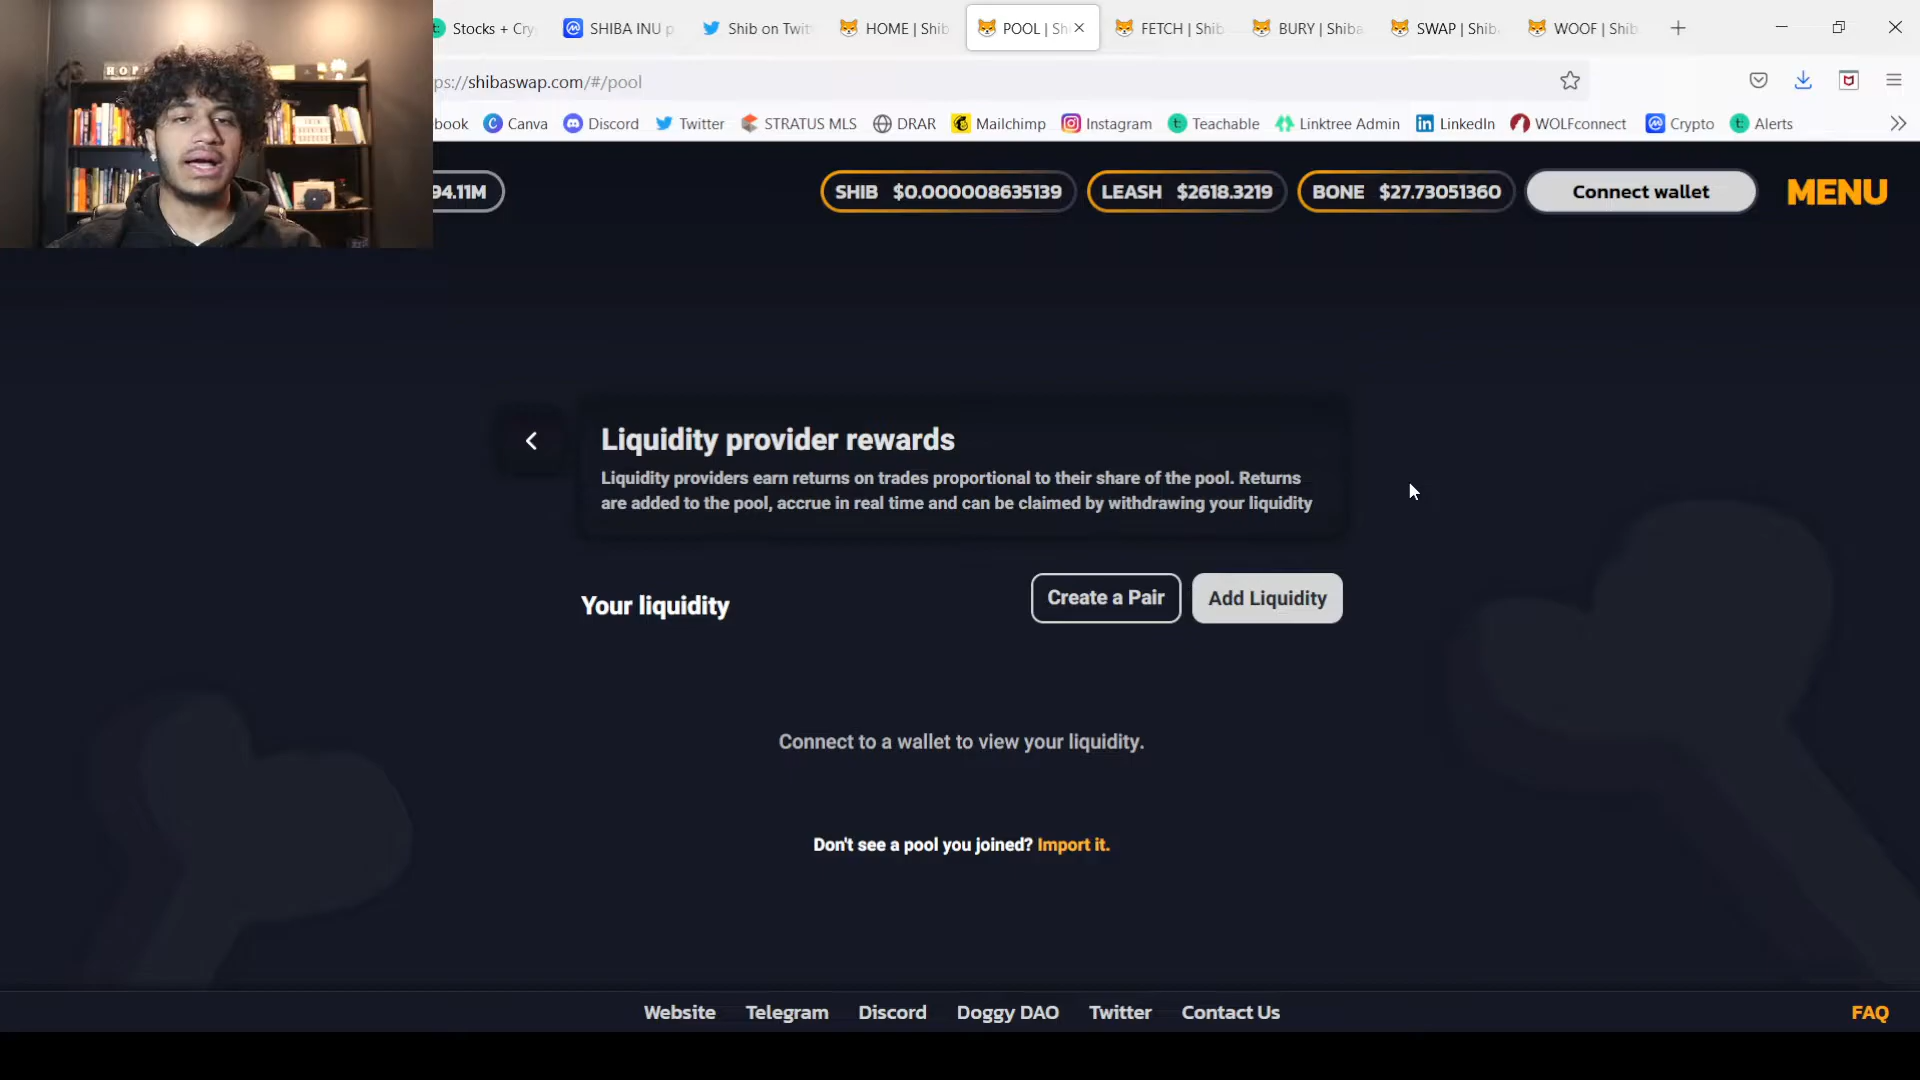 Stocks + Cry
SHIBA INU p
Shib on Twit
HOME | Shib
POOL | Sh
FETCH | Shib
BURY | Shiba
SWAP | Shib
WOOF | Shib
ps://shibaswap.com/#/pool
book
Canva
Discord
Twitter
STRATUS MLS
DRAR
Mailchimp
Instagram
Teachable
Linktree Admin
LinkedIn
WOLFconnect
Crypto
Alerts
94.11M
SHIB $0.000008635139
LEASH $2618.3219
BONE $27.73051360
Connect wallet
MENU
Liquidity provider rewards
Liquidity providers earn returns on trades proportional to their share of the pool. Returns
are added to the pool, accrue in real time and can be claimed by withdrawing your liquidity
Your liquidity
Create a Pair
Add Liquidity
Connect to a wallet to view your liquidity.
Don't see a pool you joined? Import it.
Website
Telegram
Discord
Doggy DAO
Twitter
Contact Us
FAQ